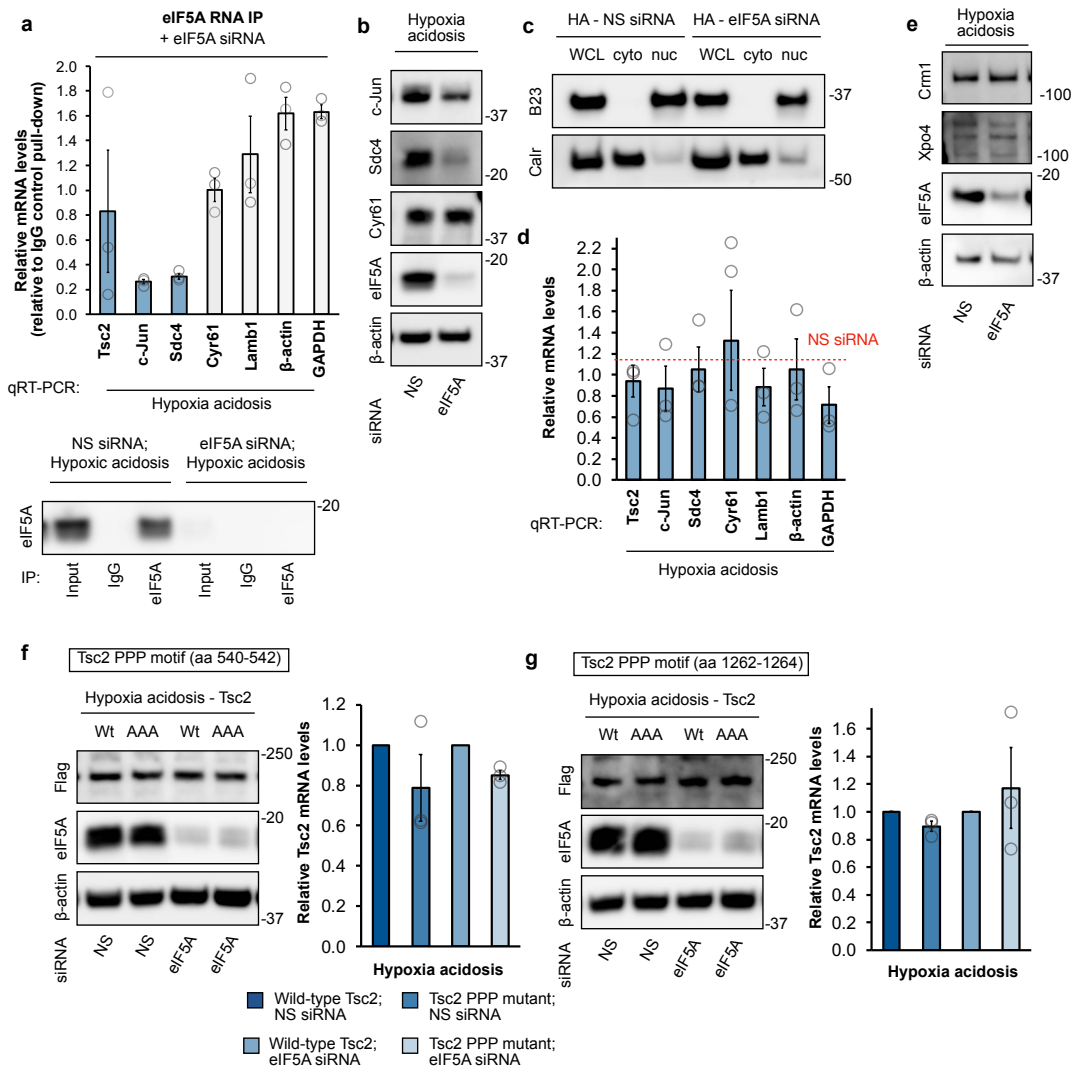 a
eIF5A RNA IP
+ eIF5A siRNA
Relative mRNA levels
(relative to IgG control pull-down)
2.0
1.8
1.6
1.4
1.2
1.0
0.8
0.6
0.4
0.2
0.0
Tsc2
c-Jun
Sdc4
Cyr61
Lamb1
β-actin
GAPDH
qRT-PCR:
Hypoxia acidosis
NS siRNA;
Hypoxic acidosis
eIF5A siRNA;
Hypoxic acidosis
eIF5A
-20
IP:
Input
IgG
eIF5A
Input
IgG
eIF5A
b
Hypoxia
acidosis
c-Jun
-37
Sdc4
-20
Cyr61
-37
eIF5A
-20
β-actin
-37
siRNA
NS
eIF5A
c
HA - NS siRNA
HA - eIF5A siRNA
WCL cyto nuc WCL cyto nuc
B23
-37
Calr
-50
d
Relative mRNA levels
2.2
2.0
1.8
1.6
1.4
1.2
1.0
0.8
0.6
0.4
0.2
0.0
NS siRNA
Tsc2
c-Jun
Sdc4
Cyr61
Lamb1
β-actin
GAPDH
qRT-PCR:
Hypoxia acidosis
e
Hypoxia
acidosis
Crm1
-100
Xpo4
-100
eIF5A
-20
β-actin
-37
siRNA
NS
eIF5A
f
Tsc2 PPP motif (aa 540-542)
Hypoxia acidosis - Tsc2
Wt AAA Wt AAA
Flag
-250
eIF5A
-20
β-actin
-37
siRNA
NS
NS
eIF5A
eIF5A
Relative Tsc2 mRNA levels
1.2
1.0
0.8
0.6
0.4
0.2
0.0
Hypoxia acidosis
g
Tsc2 PPP motif (aa 1262-1264)
Hypoxia acidosis - Tsc2
Wt AAA Wt AAA
Flag
-250
eIF5A
-20
β-actin
-37
siRNA
NS
NS
eIF5A
eIF5A
Relative Tsc2 mRNA levels
1.6
1.4
1.2
1.0
0.8
0.6
0.4
0.2
0.0
Hypoxia acidosis
Wild-type Tsc2;
NS siRNA
Tsc2 PPP mutant;
NS siRNA
Wild-type Tsc2;
eIF5A siRNA
Tsc2 PPP mutant;
eIF5A siRNA